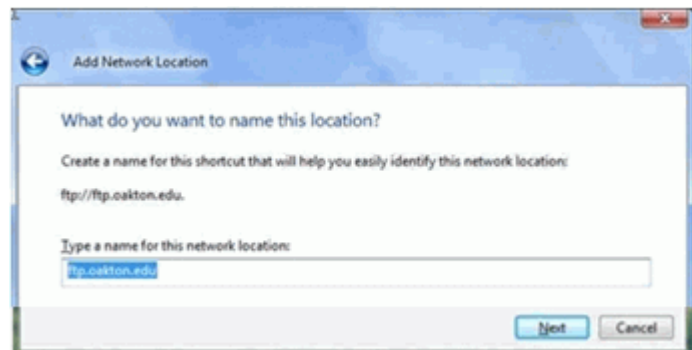 Add Network Location
What do you want to name this location?
Create a name for this shortcut that will help you easily identify this network location:
ftp://ftp.oakton.edu.
Type a name for this network location:
ftp.oakton.edu
Next Cancel